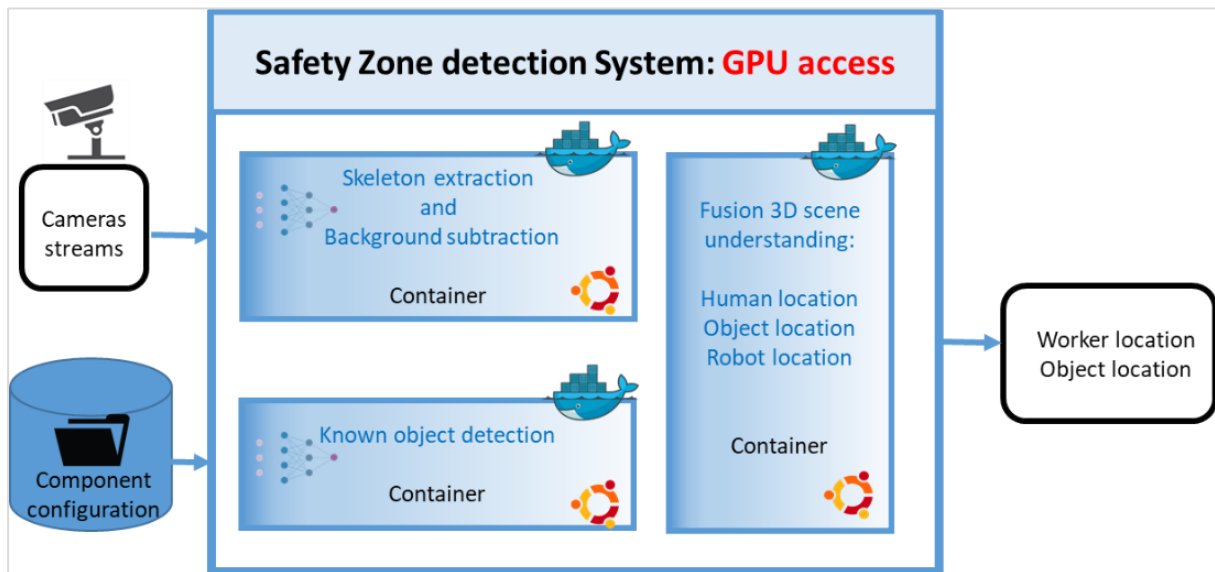 Safety Zone detection System: GPU access
Cameras
streams
Component
configuration
Skeleton extraction
and
Background subtraction
Container
Known object detection
Container
Fusion 3D scene
understanding:
Human location
Object location
Robot location
Container
Worker location
Object location